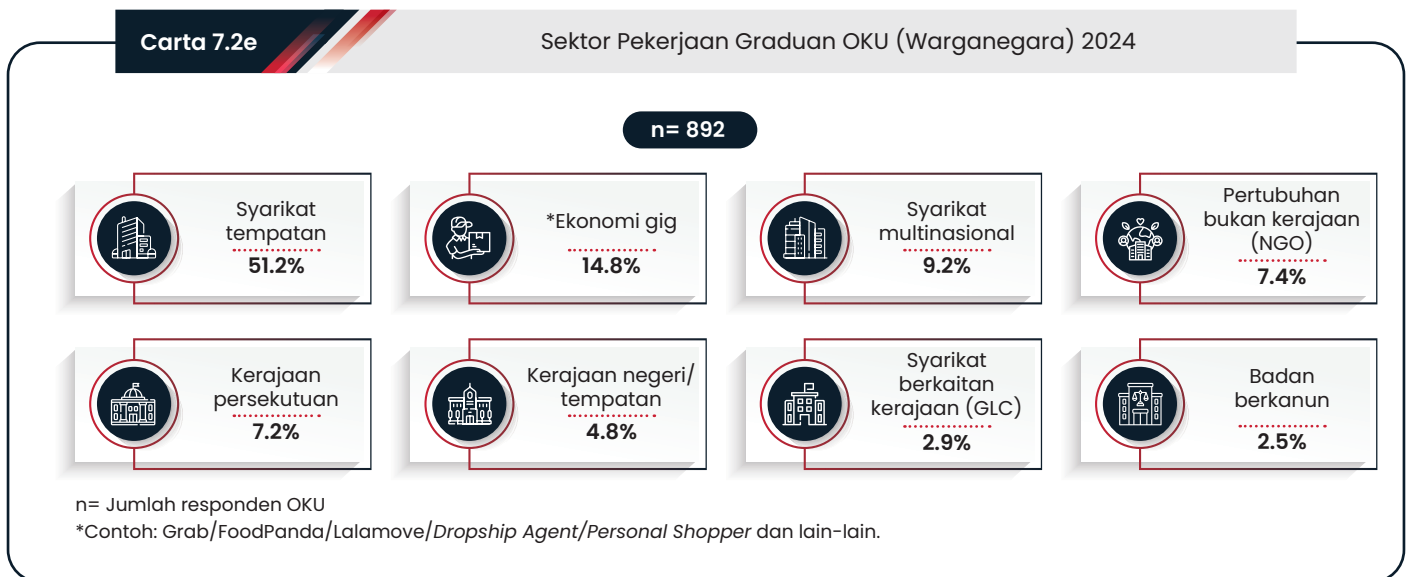 Carta 7.2e
Sektor Pekerjaan Graduan OKU (Warganegara) 2024
n= 892
Syarikat
tempatan
51.2%
*Ekonomi gig
14.8%
Syarikat
multinasional
9.2%
Pertubuhan
bukan kerajaan
(NGO)
7.4%
Kerajaan
persekutuan
7.2%
Kerajaan negeri/
tempatan
4.8%
Syarikat
berkaitan
kerajaan (GLC)
2.9%
Badan
berkanun
2.5%
n= Jumlah responden OKU
*Contoh: Grab/FoodPanda/Lalamove/Dropship Agent/Personal Shopper dan lain-lain.